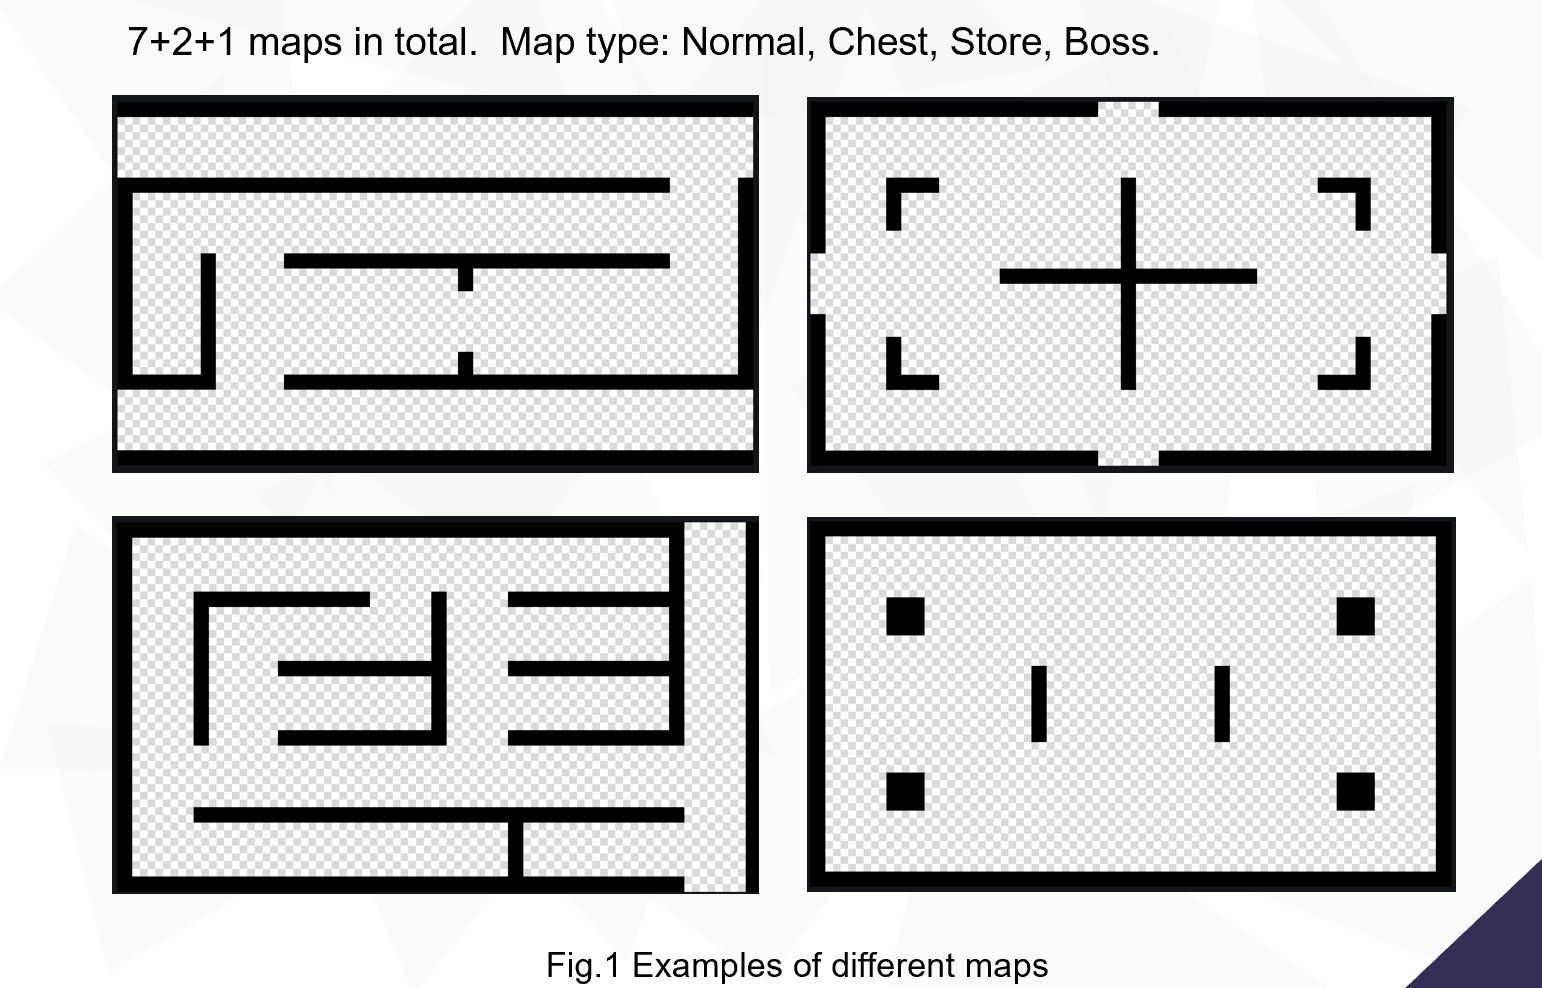 7+2+1 maps in total.  Map type: Normal, Chest, Store, Boss.
Fig.1 Examples of different maps